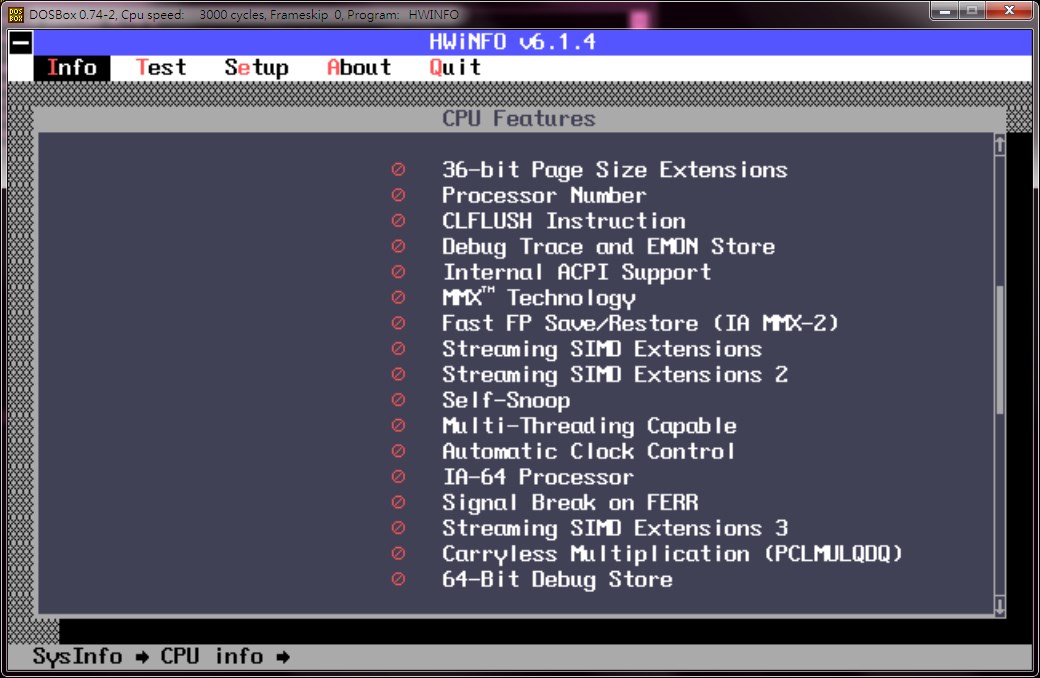 DOS BOX DOSBox 0.74-2, Cpu speed: 3000 cycles, Frameskip 0, Program: HWINFO
HWiNFO v6.1.4
Info Test Setup About Quit
CPU Features
36-bit Page Size Extensions
Processor Number
CLFLUSH Instruction
Debug Trace and EMON Store
Internal ACPI Support
MMX™ Technology
Fast FP Save/Restore (IA MMX-2)
Streaming SIMD Extensions
Streaming SIMD Extensions 2
Self-Snoop
Multi-Threading Capable
Automatic Clock Control
IA-64 Processor
Signal Break on FERR
Streaming SIMD Extensions 3
Carryless Multiplication (PCLMULQDQ)
64-Bit Debug Store
SysInfo → CPU info →